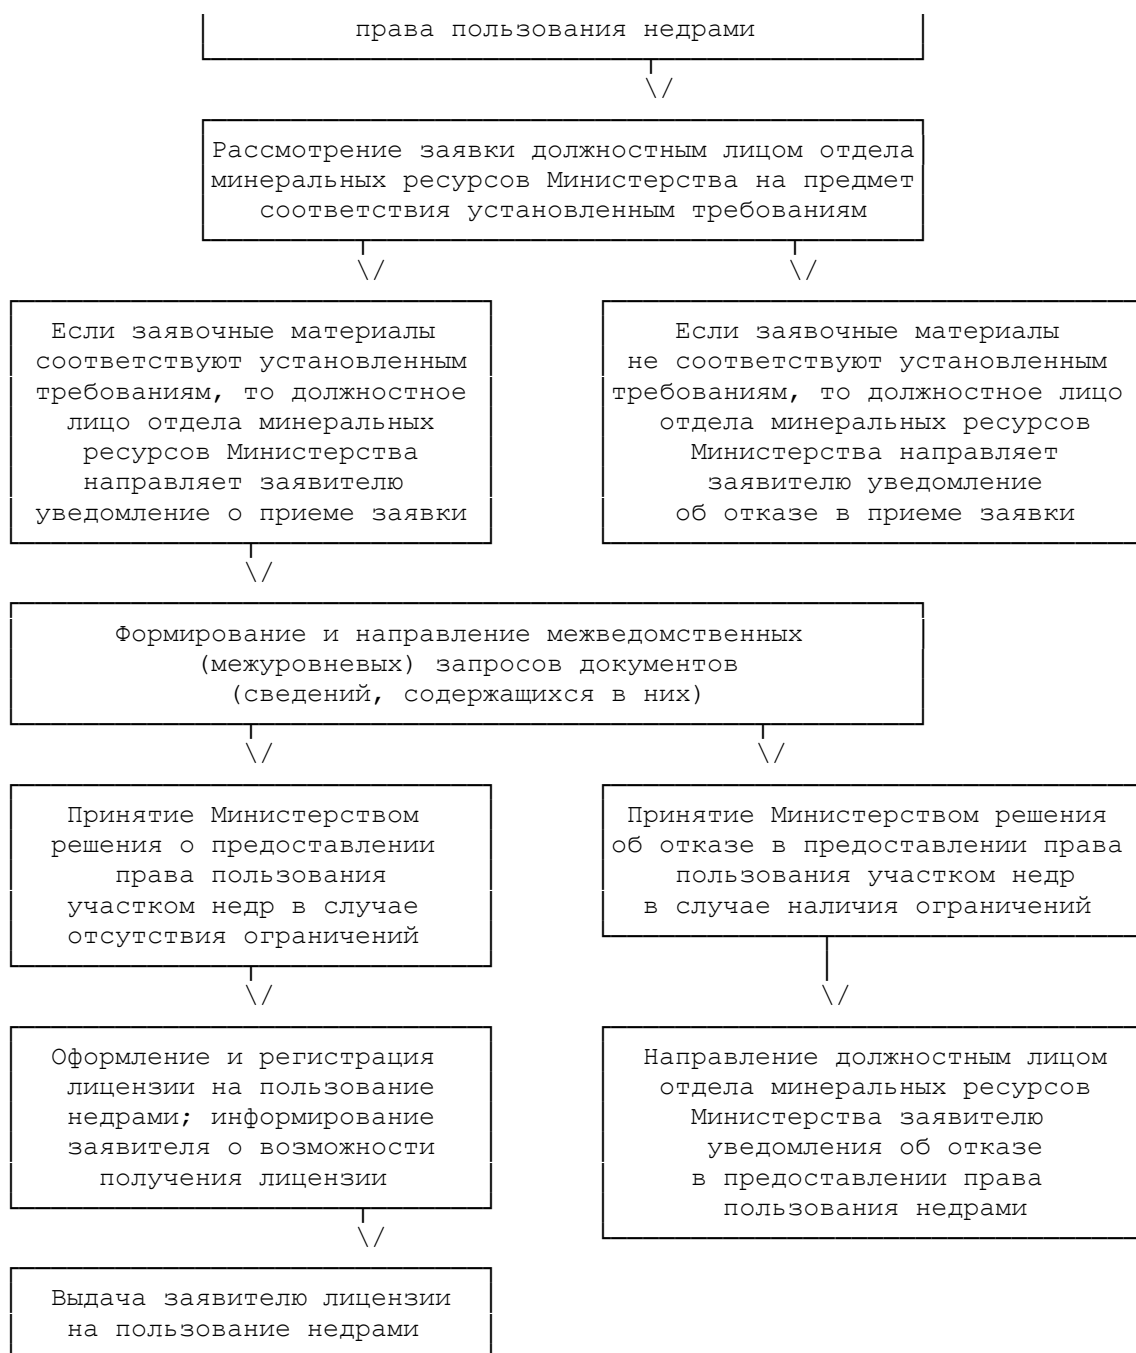 права пользования недрами
\/
Рассмотрение заявки должностным лицом отдела
минеральных ресурсов Министерства на предмет
соответствия установленным требованиям
\/
\/
Если заявочные материалы
соответствуют установленным
требованиям, то должностное
лицо отдела минеральных
ресурсов Министерства
направляет заявителю
уведомление о приеме заявки
Если заявочные материалы
не соответствуют установленным
требованиям, то должностное лицо
отдела минеральных ресурсов
Министерства направляет
заявителю уведомление
об отказе в приеме заявки
\/
Формирование и направление межведомственных
(межуровневых) запросов документов
(сведений, содержащихся в них)
\/
\/
Принятие Министерством
решения о предоставлении
права пользования
участком недр в случае
отсутствия ограничений
Принятие Министерством решения
об отказе в предоставлении права
пользования участком недр
в случае наличия ограничений
\/
\/
Оформление и регистрация
лицензии на пользование
недрами; информирование
заявителя о возможности
получения лицензии
Направление должностным лицом
отдела минеральных ресурсов
Министерства заявителю
уведомления об отказе
в предоставлении права
пользования недрами
\/
Выдача заявителю лицензии
на пользование недрами